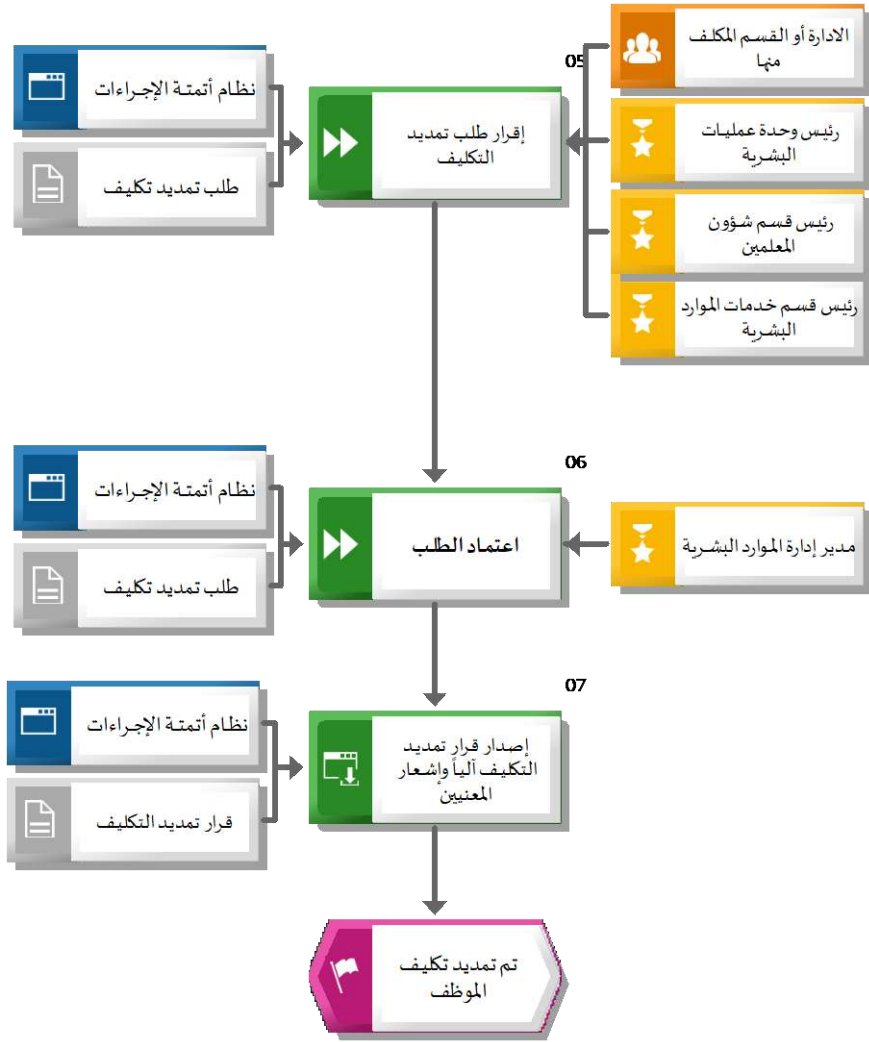 الادارة أو القسم المكلف
منها
05
نظام أتمتة الإجراءات
إقرار طلب تمديد
التكليف
رئيس وحدة عمليات
البشرية
طلب تمديد تكليف
رئيس قسم شؤون
المعلمين
رئيس قسم خدمات الموارد
البشرية
06
نظام أتمتة الإجراءات
اعتماد الطلب
مدير إدارة الموارد البشرية
طلب تمديد تكليف
07
نظام أتمتة الإجراءات
إصدار قرار تمديد
التكليف آلياً وإشعار
المعنيين
قرار تمديد التكليف
تم تمديد تكليف
الموظف